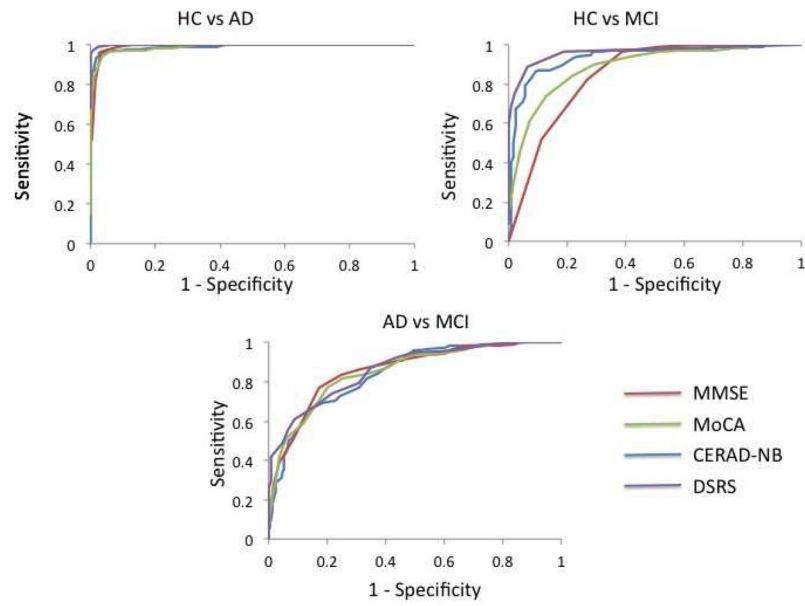 HC vs AD
HC vs MCI
1
0.8
0.6
0.4
0.2
0
Sensitivity
0 0.2 0.4 0.6 0.8 1
1 - Specificity
1
0.8
0.6
0.4
0.2
0
Sensitivity
0 0.2 0.4 0.6 0.8 1
1 - Specificity
AD vs MCI
1
0.8
0.6
0.4
0.2
0
Sensitivity
0 0.2 0.4 0.6 0.8 1
1 - Specificity
MMSE
MoCA
CERAD-NB
DSRS